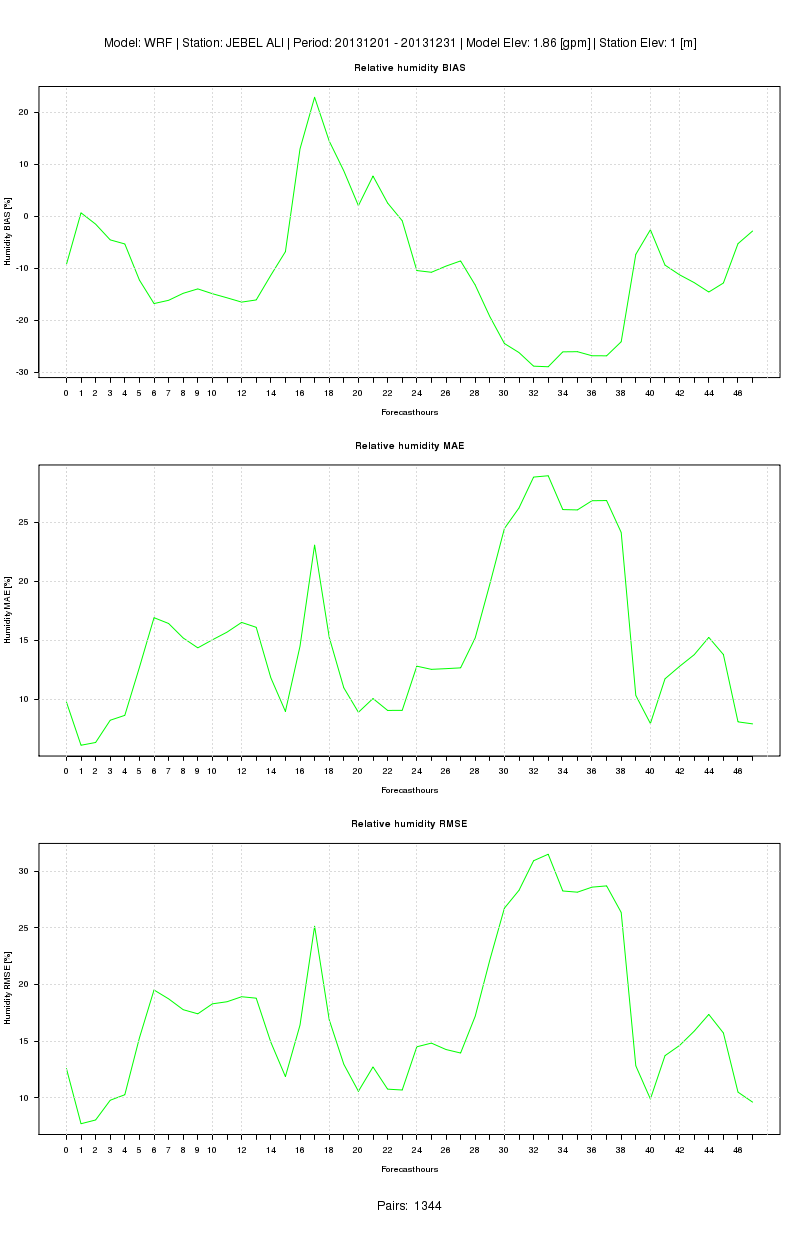 Model: WRF | Station: JEBEL ALI | Period: 20131201 - 20131231 | Model Elev: 1.86 [gpm] | Station Elev: 1 [m]
Relative humidity BIAS
Humidity BIAS [%]
20
10
0
-10
-20
-30
0 1 2 3 4 5 6 7 8 9 10 12 14 16 18 20 22 24 26 28 30 32 34 36 38 40 42 44 46
Forecasthours
Relative humidity MAE
Humidity MAE [%]
25
20
15
10
0 1 2 3 4 5 6 7 8 9 10 12 14 16 18 20 22 24 26 28 30 32 34 36 38 40 42 44 46
Forecasthours
Relative humidity RMSE
Humidity RMSE [%]
30
25
20
15
10
0 1 2 3 4 5 6 7 8 9 10 12 14 16 18 20 22 24 26 28 30 32 34 36 38 40 42 44 46
Forecasthours
Pairs: 1344